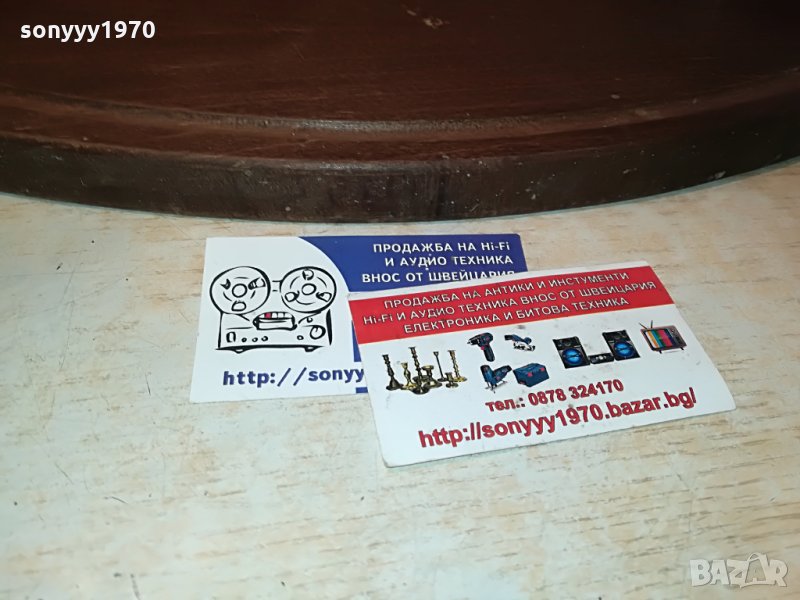 sonyyy1970
ПРОДАЖБА НА Hi-Fi
И АУДИО ТЕХНИКА
ВНОС ОТ ШВЕЙЦАРИЯ
http://sonyy
ПРОДАЖБА НА АНТИКИ И ИНСТУМЕНТИ
Hi-Fi И АУДИО ТЕХНИКА ВНОС ОТ ШВЕЙЦАРИЯ
ЕЛЕКТРОНИКА И БИТОВА ТЕХНИКА
тел.: 0878 324170
http://sonyyy1970.bazar.bg/
BAZAR